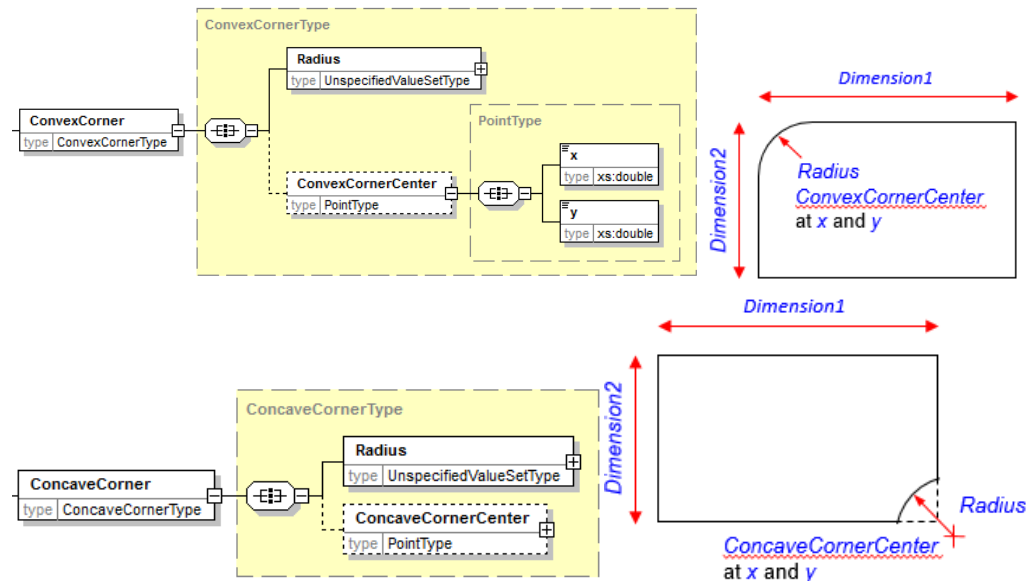 ConvexCornerType
Radius
type UnspecifiedValueSetType
ConvexCorner
type ConvexCornerType
PointType
x
type xs:double
ConvexCornerCenter
type PointType
y
type xs:double
Dimension1
Dimension2
Radius
ConvexCornerCenter
at x and y
ConcaveCornerType
Radius
type UnspecifiedValueSetType
ConcaveCorner
type ConcaveCornerType
ConcaveCornerCenter
type PointType
Dimension1
Dimension2
Radius
ConcaveCornerCenter
at x and y